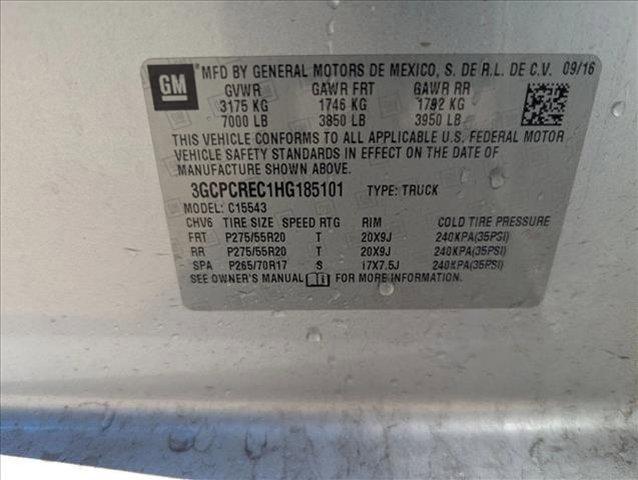 GM MFD BY GENERAL MOTORS DE MEXICO, S. DE R.L. DE C.V. 09/16
GVWR GAWR FRT GAWR RR
3175 KG 1746 KG 1792 KG
7000 LB 3850 LB 3950 LB
THIS VEHICLE CONFORMS TO ALL APPLICABLE U.S. FEDERAL MOTOR
VEHICLE SAFETY STANDARDS IN EFFECT ON THE DATE OF
MANUFACTURE SHOWN ABOVE.
3GCPCREC1HG185101 TYPE: TRUCK
MODEL: C15543
CHV6 TIRE SIZE SPEED RTG RIM COLD TIRE PRESSURE
FRT P275/55R20 T 20X9J 240KPA(35PSI)
RR P275/55R20 T 20X9J 240KPA(35PSI)
SPA P265/70R17 S 17X7.5J 240KPA(35PSI)
SEE OWNER'S MANUAL FOR MORE INFORMATION.